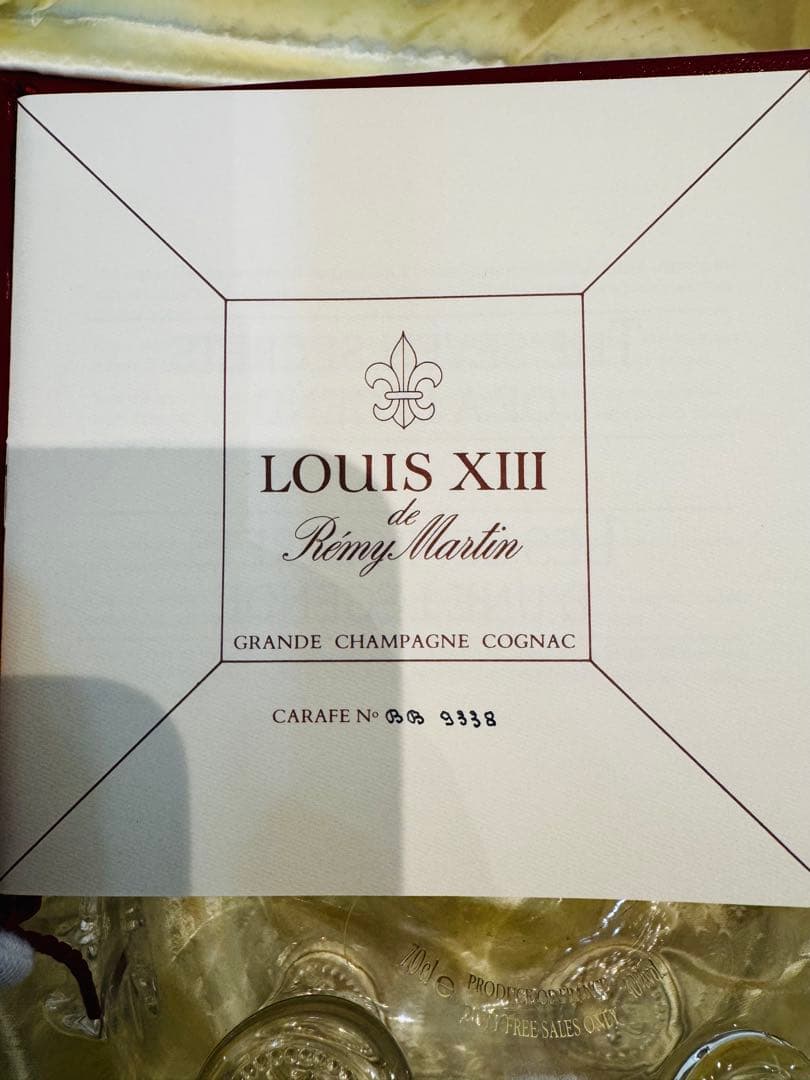 LOUIS XIII
de
Rémy Martin
GRANDE CHAMPAGNE COGNAC
CARAFE Nº BB 9338
70cl e PRODUCE OF FRANCE
DUTY FREE SALES ONLY